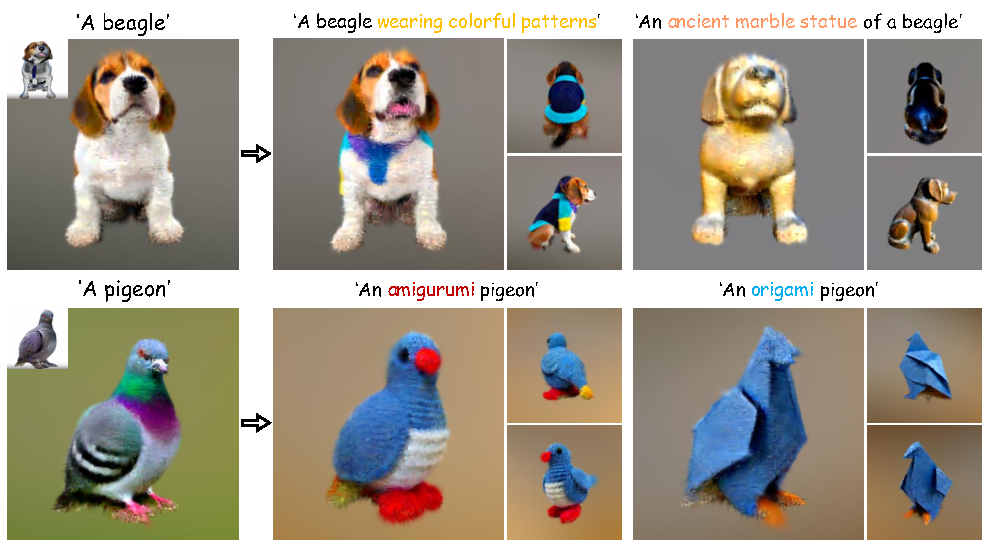 'A beagle'
'A beagle wearing colorful patterns'
'An ancient marble statue of a beagle'
'A pigeon'
'An amigurumi pigeon'
'An origami pigeon'